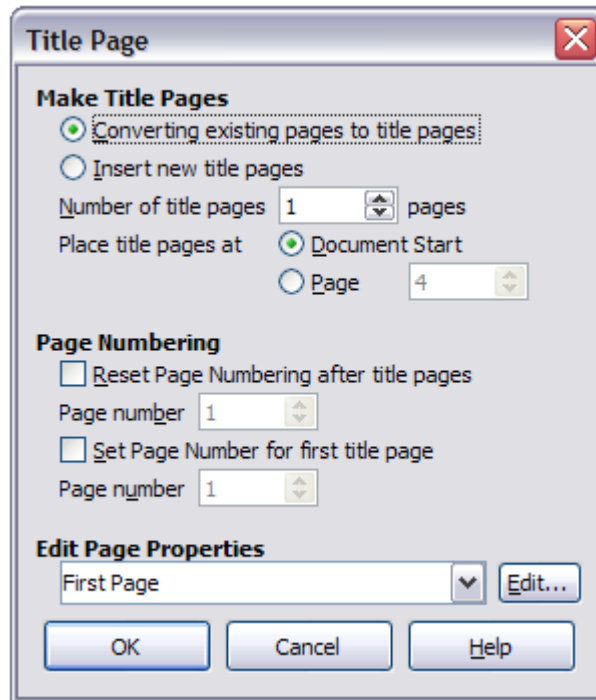 Title Page
Make Title Pages
Converting existing pages to title pages
Insert new title pages
Number of title pages 1 pages
Place title pages at Document Start
Page 4
Page Numbering
Reset Page Numbering after title pages
Page number 1
Set Page Number for first title page
Page number 1
Edit Page Properties
First Page Edit...
OK Cancel Help